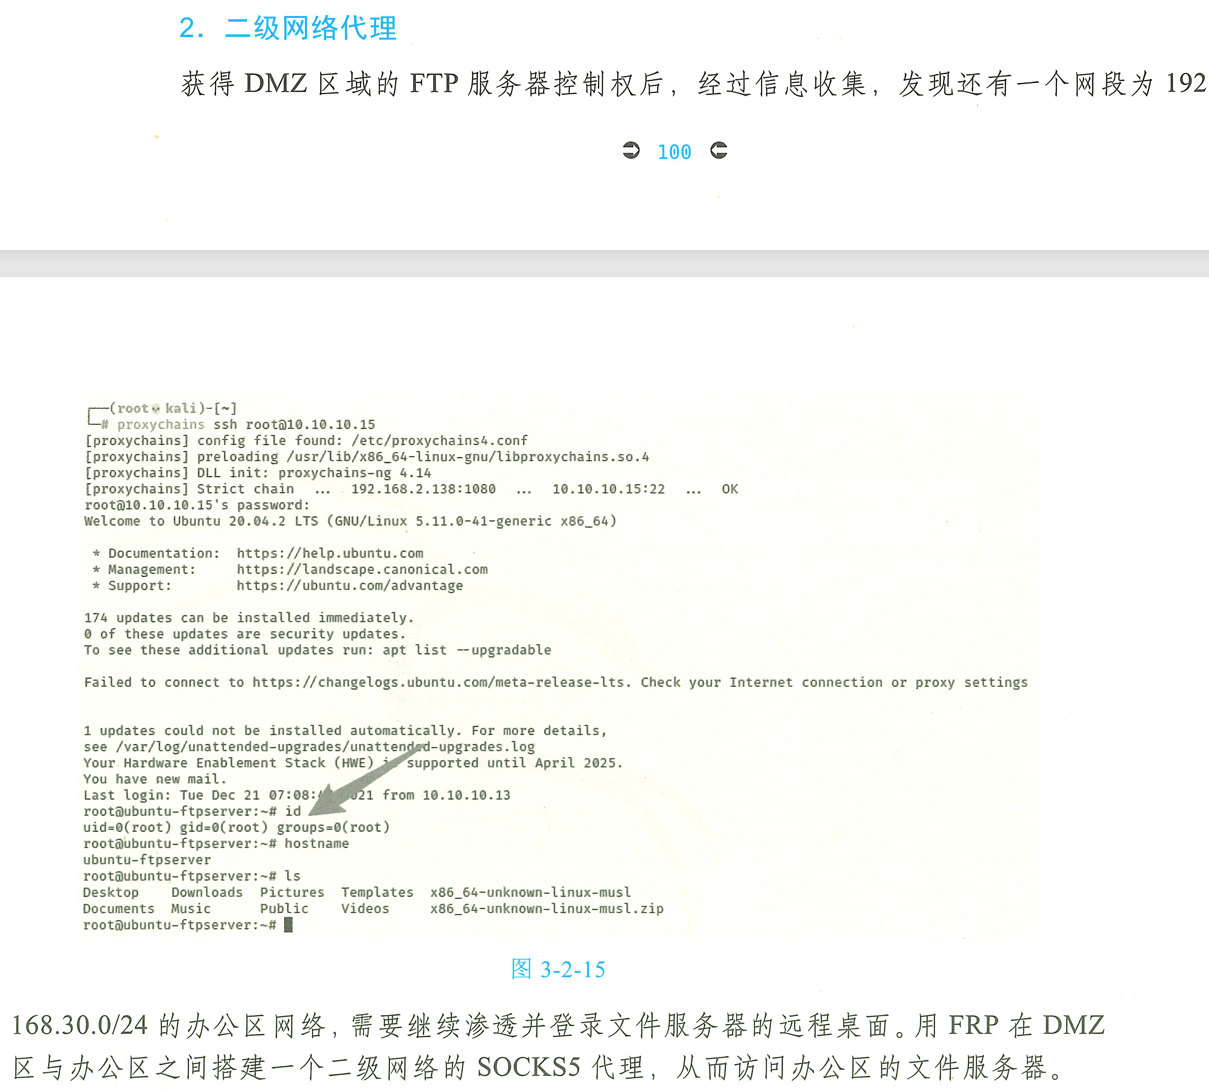 2. 二级网络代理
获得 DMZ 区域的 FTP 服务器控制权后，经过信息收集，发现还有一个网段为 192
100
┌──(root💀kali)-[~]
└─# proxychains ssh root@10.10.10.15
[proxychains] config file found: /etc/proxychains4.conf
[proxychains] preloading /usr/lib/x86_64-linux-gnu/libproxychains.so.4
[proxychains] DLL init: proxychains-ng 4.14
[proxychains] Strict chain ... 192.168.2.138:1080 ... 10.10.10.15:22 ... OK
root@10.10.10.15's password:
Welcome to Ubuntu 20.04.2 LTS (GNU/Linux 5.11.0-41-generic x86_64)
* Documentation: https://help.ubuntu.com
* Management: https://landscape.canonical.com
* Support: https://ubuntu.com/advantage
174 updates can be installed immediately.
0 of these updates are security updates.
To see these additional updates run: apt list --upgradable
Failed to connect to https://changelogs.ubuntu.com/meta-release-lts. Check your Internet connection or proxy settings
1 updates could not be installed automatically. For more details,
see /var/log/unattended-upgrades/unattended-upgrades.log
Your Hardware Enablement Stack (HWE) is supported until April 2025.
You have new mail.
Last login: Tue Dec 21 from 10.10.10.13
root@ubuntu-ftpserver:~# id
uid=0(root) gid=0(root) groups=0(root)
root@ubuntu-ftpserver:~# hostname
ubuntu-ftpserver
root@ubuntu-ftpserver:~# ls
Desktop Downloads Pictures Templates x86_64-unknown-linux-musl
Documents Music Public Videos x86_64-unknown-linux-musl.zip
root@ubuntu-ftpserver:~#
图 3-2-15
168.30.0/24 的办公区网络，需要继续渗透并登录文件服务器的远程桌面。用 FRP 在 DMZ
区与办公区之间搭建一个二级网络的 SOCKS5 代理，从而访问办公区的文件服务器。